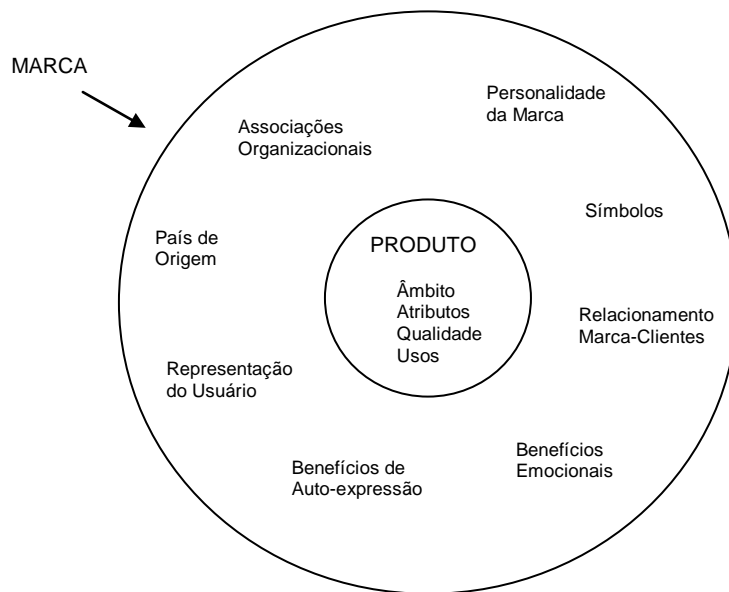 MARCA
Personalidade
da Marca
Associações
Organizacionais
Símbolos
País de
Origem
PRODUTO
Âmbito
Atributos
Qualidade
Usos
Relacionamento
Marca-Clientes
Representação
do Usuário
Benefícios
Emocionais
Benefícios de
Auto-expressão